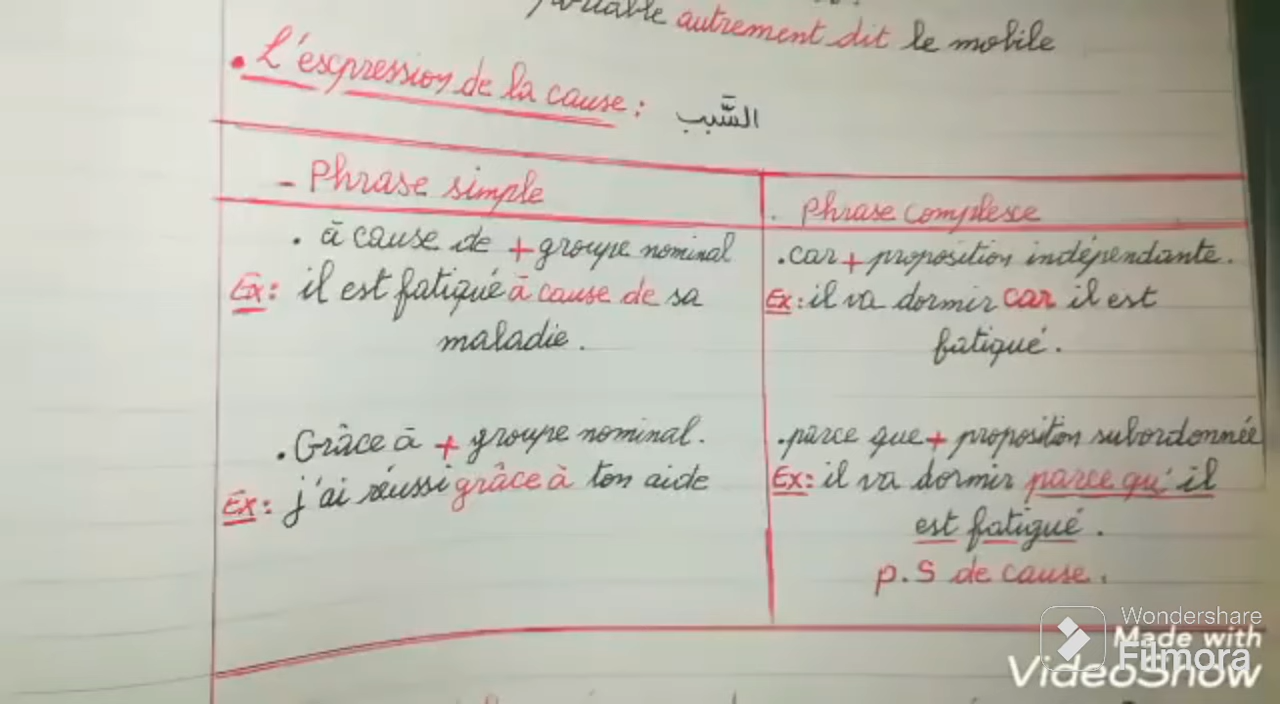 autrement dit le mobile
• L'expression de la cause : السَّبب
- Phrase simple
. Phrase complexe
. à cause de + groupe nominal
Ex : il est fatigué à cause de sa
maladie.
. Grâce à + groupe nominal.
Ex : j'ai réussi grâce à ton aide
. car + proposition indépendante.
Ex : il va dormir car il est
fatigué.
. parce que + proposition subordonnée
Ex : il va dormir parce qu'il
est fatigué.
p.S de cause.
Wondershare
Filmora
Made with
VideoShow